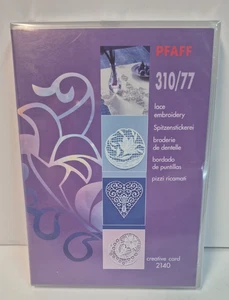 PFAFF
310/77
lace
embroidery
Spitzenstickerei
broderie
de dentelle
bordado
de puntillas
pizzi ricamati
creative card
2140